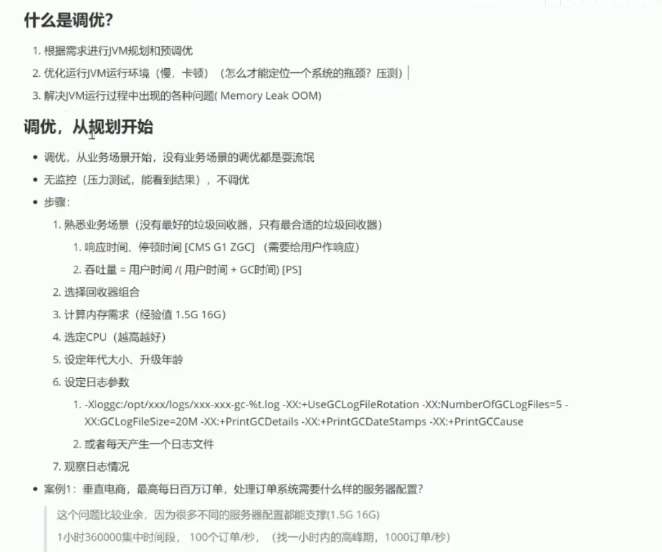 什么是调优？
1. 根据需求进行JVM规划和预调优
2. 优化运行JVM运行环境（慢，卡顿）（怎么才能定位一个系统的瓶颈？压测）
3. 解决JVM运行过程中出现的各种问题( Memory Leak OOM)
调优，从规划开始
• 调优，从业务场景开始，没有业务场景的调优都是耍流氓
• 无监控（压力测试，能看到结果），不调优
• 步骤：
1. 熟悉业务场景（没有最好的垃圾回收器，只有最合适的垃圾回收器）
1. 响应时间、停顿时间 [CMS G1 ZGC] （需要给用户作响应）
2. 吞吐量 = 用户时间 /( 用户时间 + GC时间) [PS]
2. 选择回收器组合
3. 计算内存需求（经验值 1.5G 16G）
4. 选定CPU（越高越好）
5. 设定年代大小、升级年龄
6. 设定日志参数
1. -Xloggc:/opt/xxx/logs/xxx-xxx-gc-%t.log -XX:+UseGCLogFileRotation -XX:NumberOfGCLogFiles=5 -
XX:GCLogFileSize=20M -XX:+PrintGCDetails -XX:+PrintGCDateStamps -XX:+PrintGCCause
2. 或者每天产生一个日志文件
7. 观察日志情况
• 案例1：垂直电商，最高每日百万订单，处理订单系统需要什么样的服务器配置？
这个问题比较业余，因为很多不同的服务器配置都能支撑(1.5G 16G)
1小时360000集中时间段， 100个订单/秒，（找一小时内的高峰期，1000订单/秒）